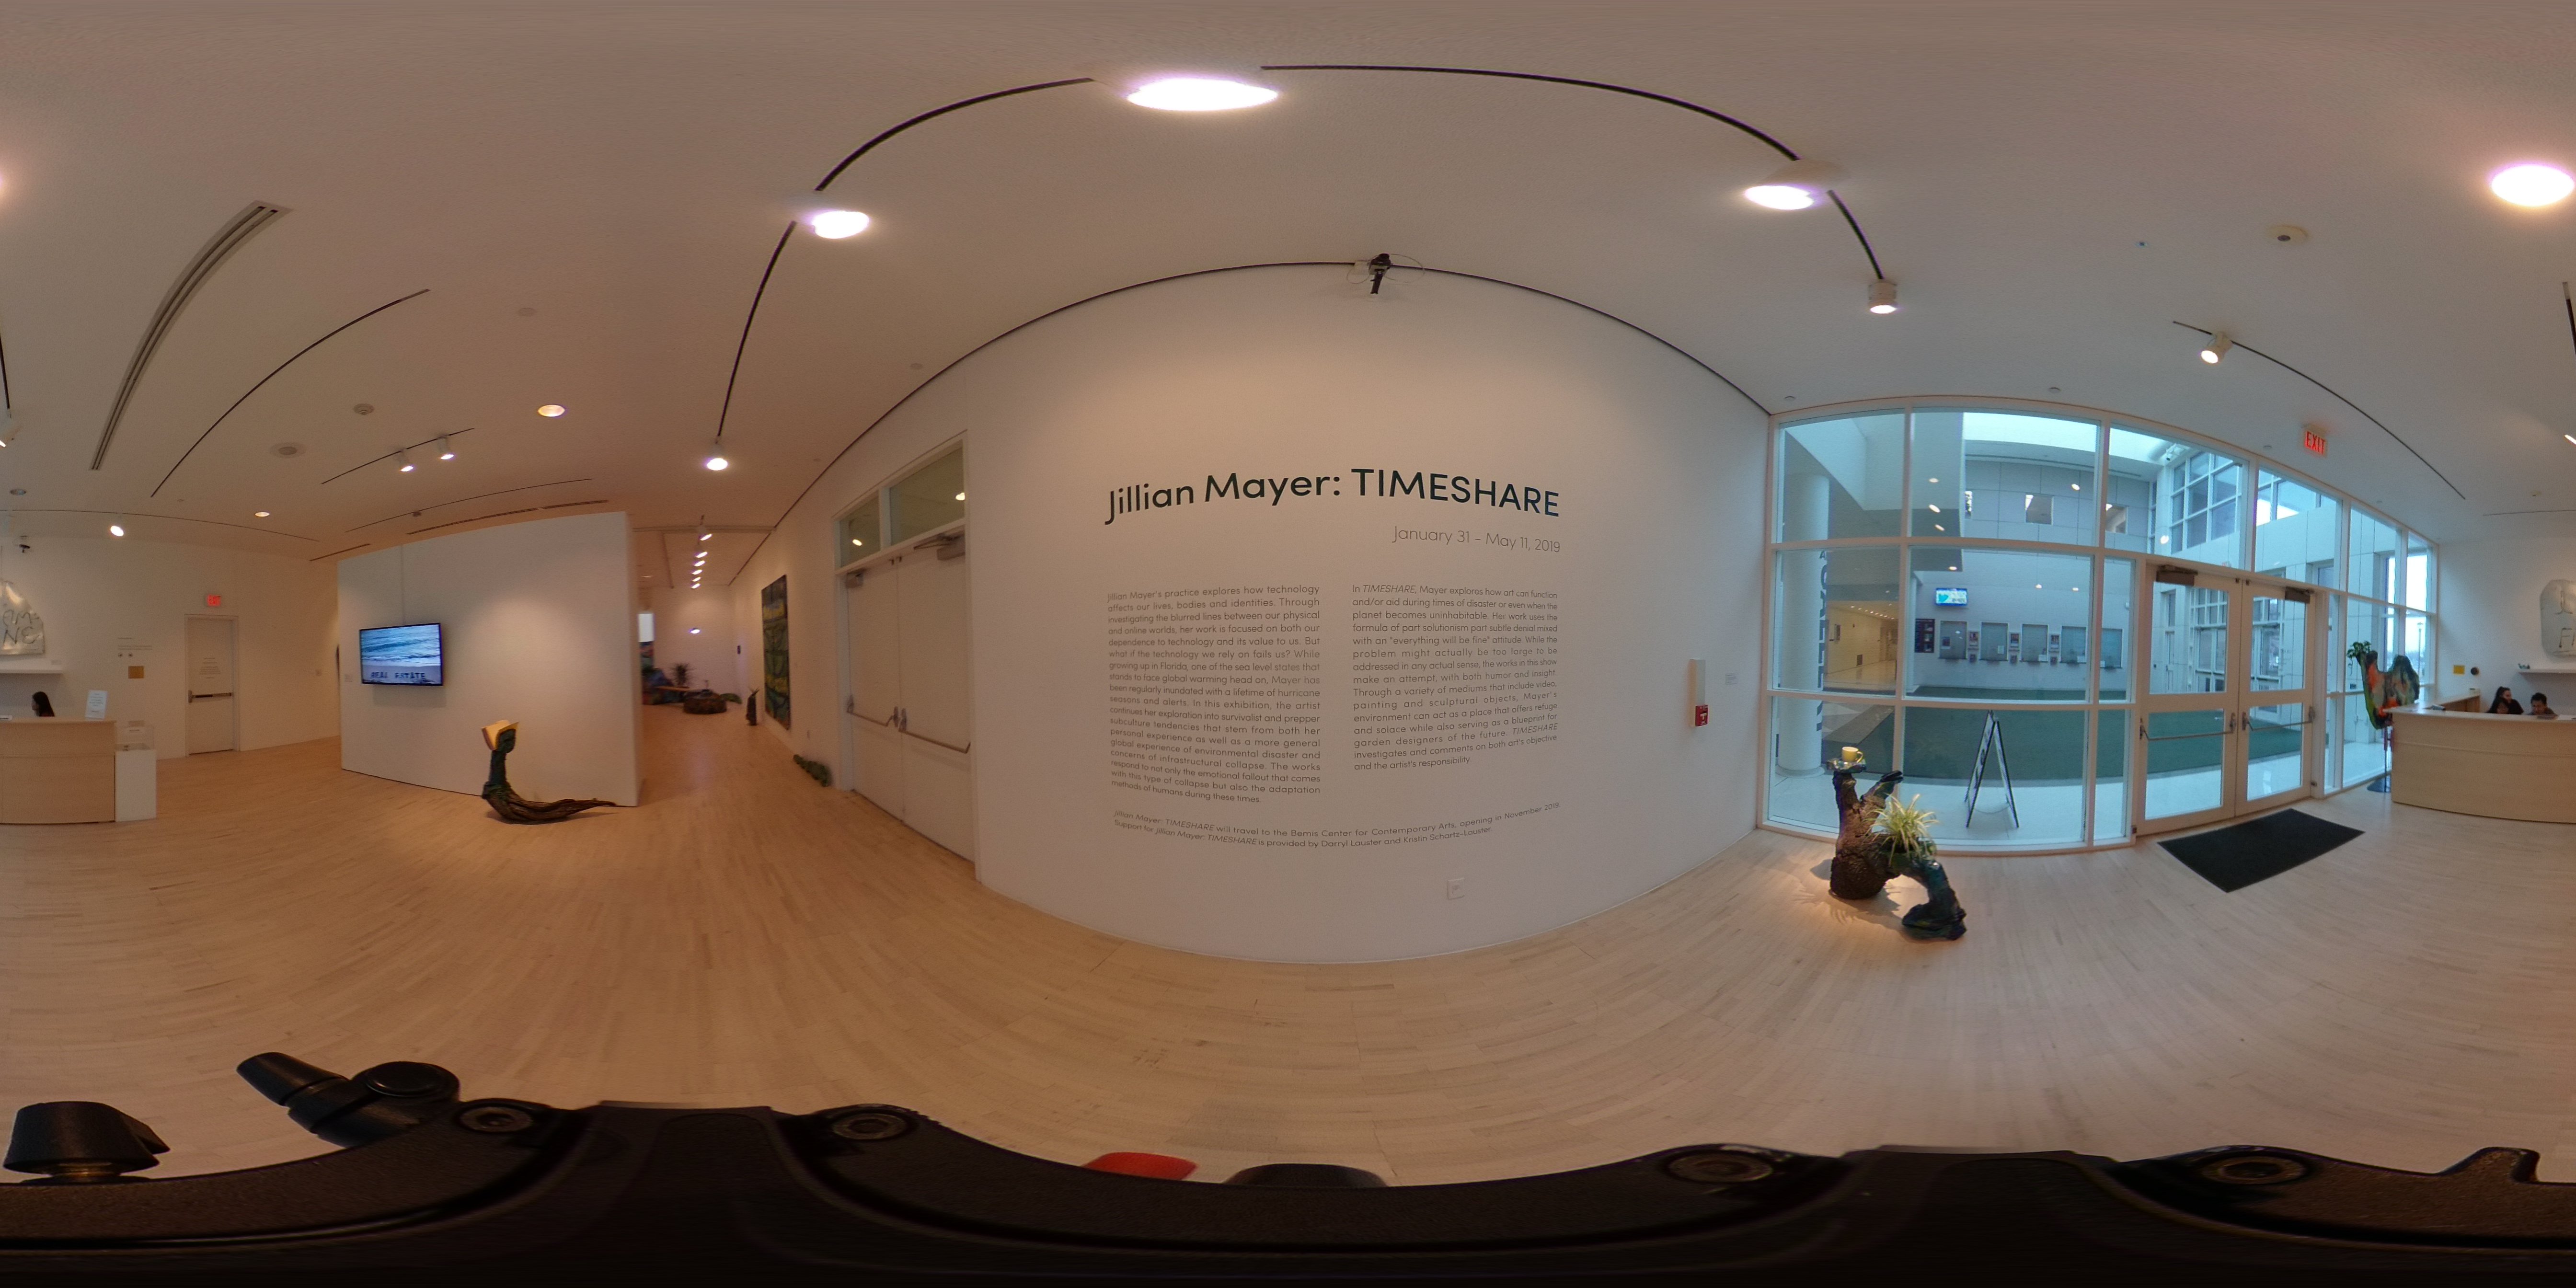 Jillian Mayer: TIMESHARE
January 31 - May 11, 2019
Jillian Mayer's practice explores how technology
affects our lives, bodies and identities. Through
investigating the blurred lines between our physical
and online worlds, her work is focused on both our
dependence to technology and its value to us. But
what if the technology we rely on fails us? While
growing up in Florida, one of the sea level states that
stands to face global warming head on, Mayer has
been regularly inundated with a lifetime of hurricane
seasons and alerts. In this exhibition, the artist
continues her exploration into survivalist and prepper
subculture tendencies that stem from both her
personal experience as well as a more general
global experience of environmental disaster and
concerns of infrastructural collapse. The works
respond to not only the emotional fallout that comes
with this type of collapse but also the adaptation
methods of humans during these times.
In TIMESHARE, Mayer explores how art can function
and/or aid during times of disaster or even when the
planet becomes uninhabitable. Her work uses the
formula of part solutionism part subtle denial mixed
with an "everything will be fine" attitude. While the
problem might actually be too large to be
addressed in any actual sense, the works in this show
make an attempt, with both humor and insight.
Through a variety of mediums that include video,
painting and sculptural objects, Mayer's
environment can act as a place that offers refuge
and solace while also serving as a blueprint for
garden designers of the future. TIMESHARE
investigates and comments on both art's objective
and the artist's responsibility.
Jillian Mayer: TIMESHARE will travel to the Bemis Center for Contemporary Arts, opening in November 2019.
Support for Jillian Mayer: TIMESHARE is provided by Darryl Lauster and Kristin Schartz-Lauster.
REAL ESTATE
EXIT
EXIT
NE